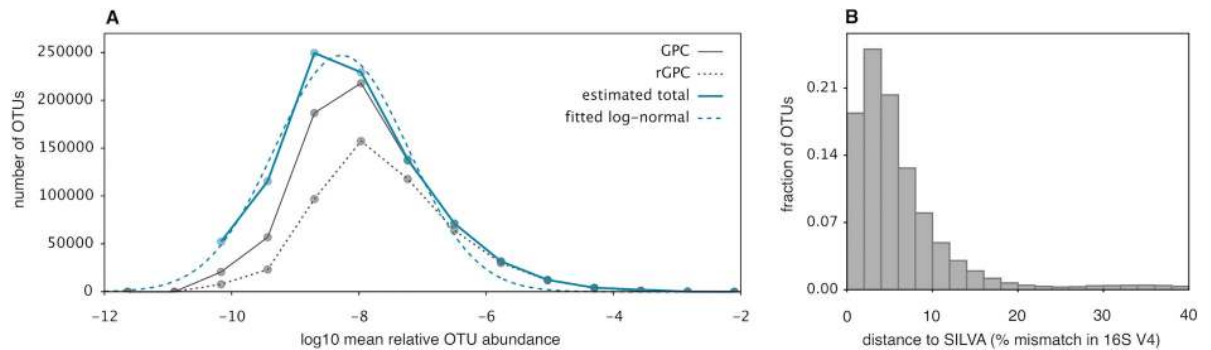 A
number of OTUs
250000
200000
150000
100000
50000
0
−12
−10
−8
−6
−4
−2
log10 mean relative OTU abundance
GPC
rGPC
estimated total
fitted log−normal
B
fraction of OTUs
0.21
0.14
0.07
0.00
0
10
20
30
40
distance to SILVA (% mismatch in 16S V4)